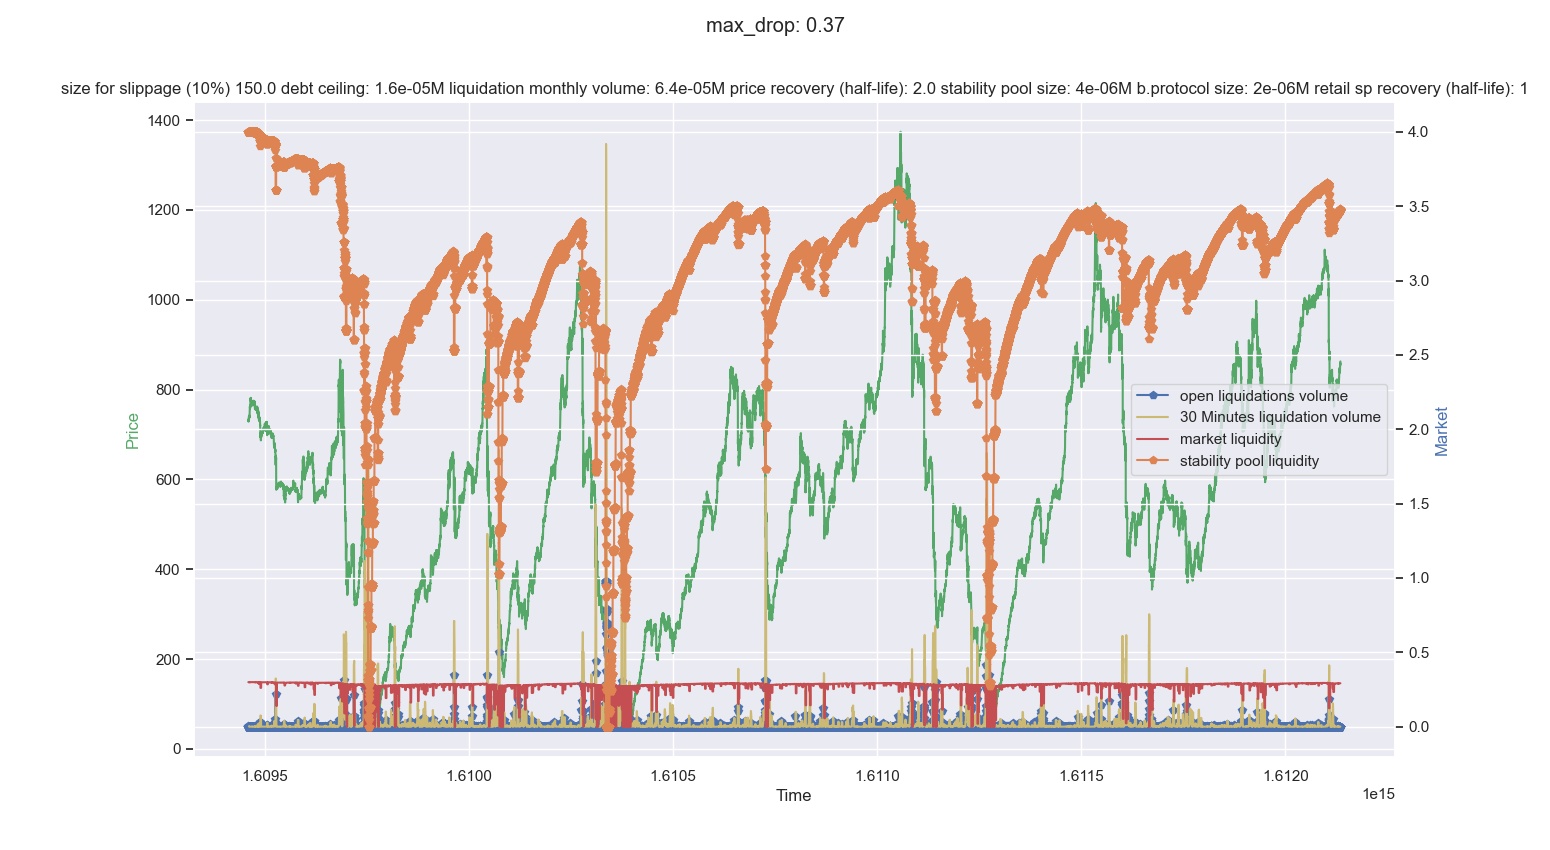 max_drop: 0.37
size for slippage (10%) 150.0 debt ceiling: 1.6e-05M liquidation monthly volume: 6.4e-05M price recovery (half-life): 2.0 stability pool size: 4e-06M b.protocol size: 2e-06M retail sp recovery (half-life): 1
1400
1200
1000
800
600
400
200
0
Price
4.0
3.5
3.0
2.5
2.0
1.5
1.0
0.5
0.0
Market
open liquidations volume
30 Minutes liquidation volume
market liquidity
stability pool liquidity
1.6095
1.6100
1.6105
1.6110
1.6115
1.6120
Time
1e15